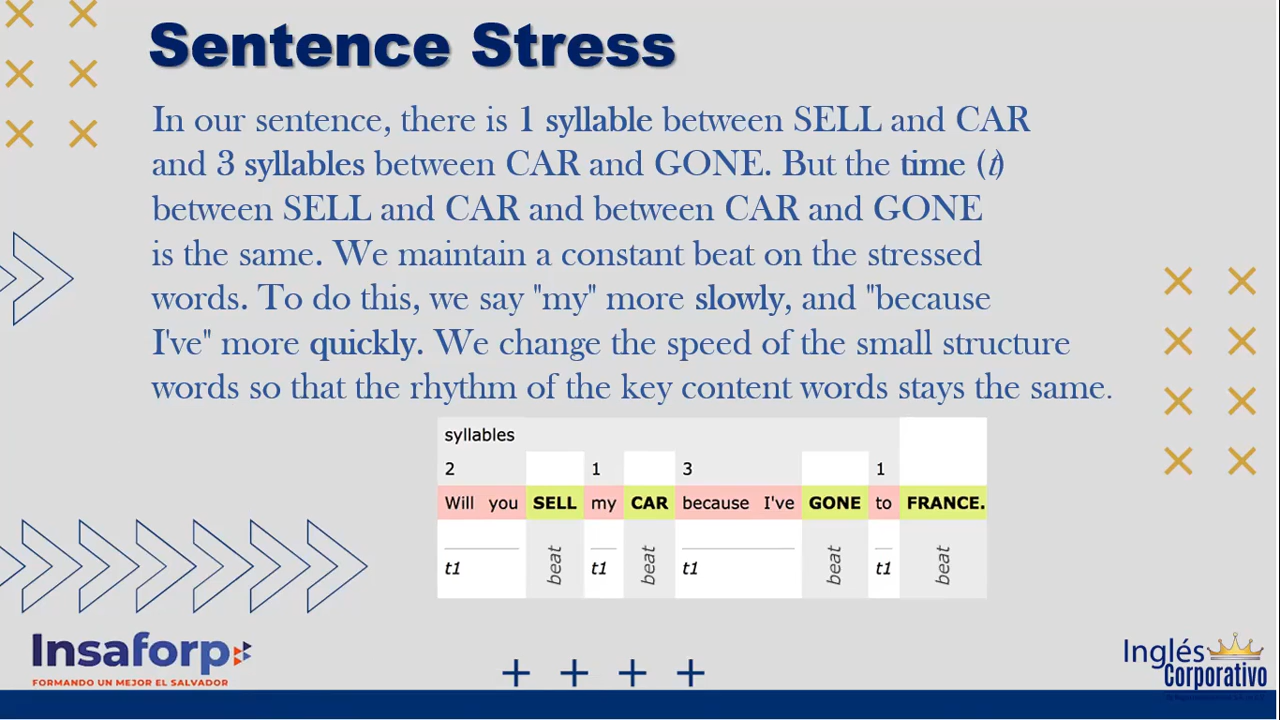 Sentence Stress
In our sentence, there is 1 syllable between SELL and CAR
and 3 syllables between CAR and GONE. But the time (t)
between SELL and CAR and between CAR and GONE
is the same. We maintain a constant beat on the stressed
words. To do this, we say "my" more slowly, and "because
I've" more quickly. We change the speed of the small structure
words so that the rhythm of the key content words stays the same.
syllables
2 1 3 1
Will you SELL my CAR because I've GONE to FRANCE.
t1 beat t1 beat t1 beat t1 beat
Insaforp
FORMANDO UN MEJOR EL SALVADOR
Inglés
Corporativo